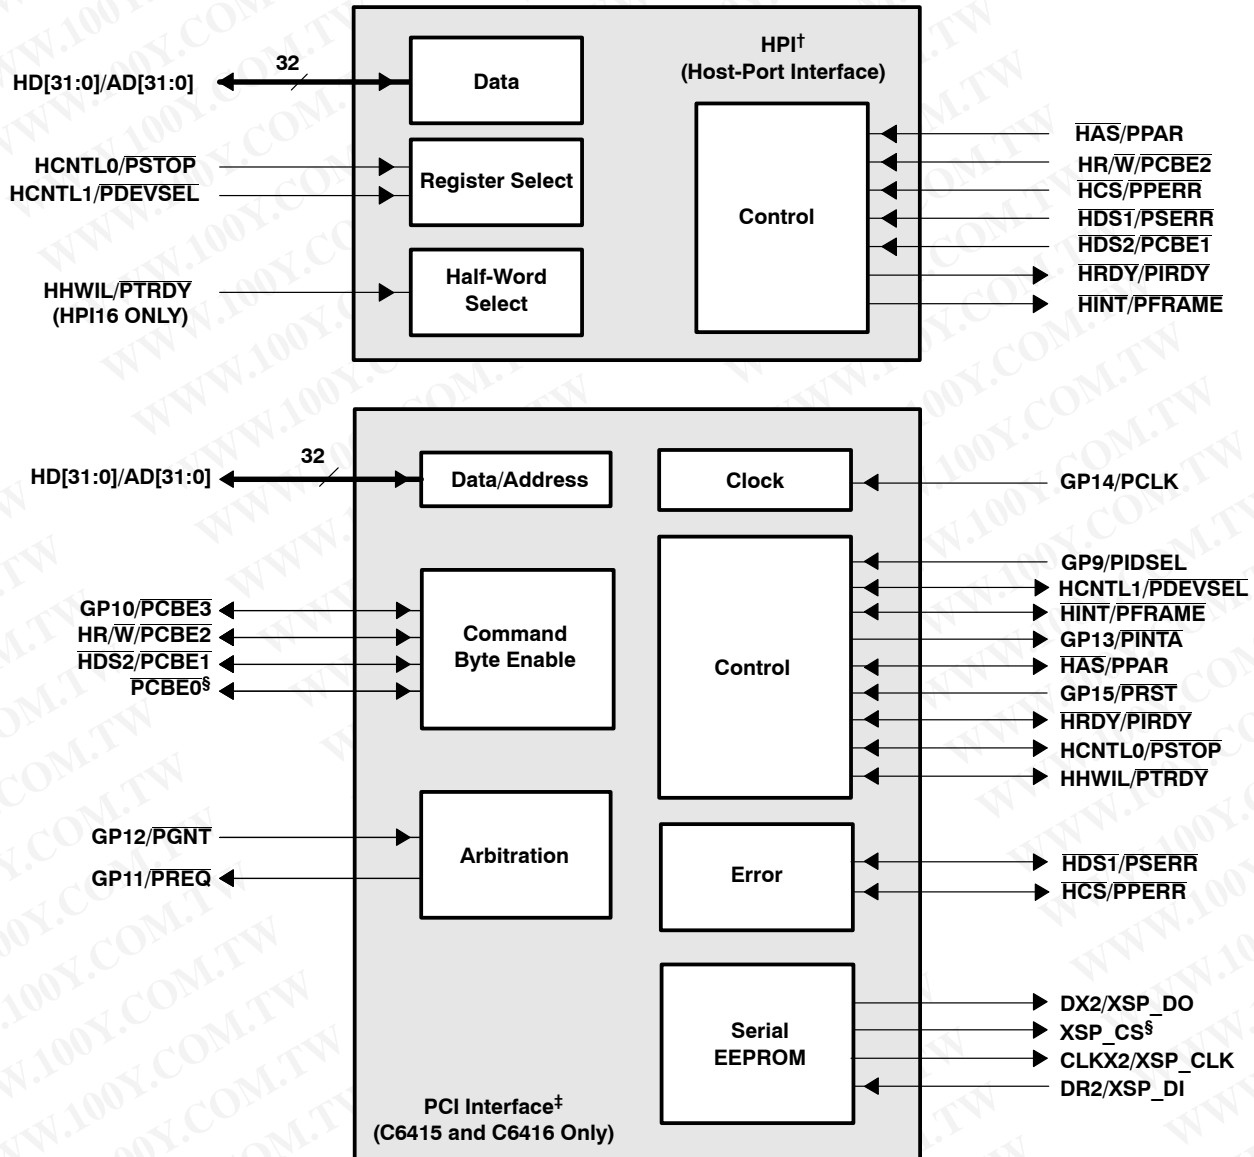 HPI†
(Host-Port Interface)
32
HD[31:0]/AD[31:0]
Data
HCNTL0/PSTOP
HCNTL1/PDEVSEL
Register Select
HHWIL/PTRDY
(HPI16 ONLY)
Half-Word
Select
Control
HAS/PPAR
HR/W/PCBE2
HCS/PPERR
HDS1/PSERR
HDS2/PCBE1
HRDY/PIRDY
HINT/PFRAME
32
HD[31:0]/AD[31:0]
Data/Address
Clock
GP14/PCLK
GP10/PCBE3
HR/W/PCBE2
HDS2/PCBE1
PCBE0§
Command
Byte Enable
Control
GP9/PIDSEL
HCNTL1/PDEVSEL
HINT/PFRAME
GP13/PINTA
HAS/PPAR
GP15/PRST
HRDY/PIRDY
HCNTL0/PSTOP
HHWIL/PTRDY
GP12/PGNT
GP11/PREQ
Arbitration
Error
HDS1/PSERR
HCS/PPERR
Serial
EEPROM
DX2/XSP_DO
XSP_CS§
CLKX2/XSP_CLK
DR2/XSP_DI
PCI Interface‡
(C6415 and C6416 Only)
WWW.100Y.COM.TW